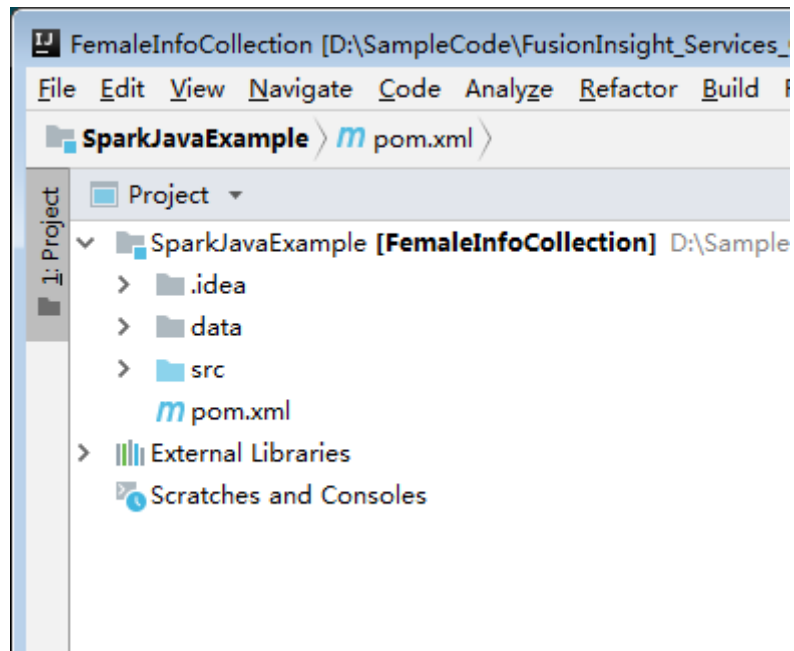 FemaleInfoCollection [D:\SampleCode\FusionInsight_Services_
File Edit View Navigate Code Analyze Refactor Build
SparkJavaExample pom.xml
1: Project
Project
SparkJavaExample [FemaleInfoCollection] D:\Sample
.idea
data
src
pom.xml
External Libraries
Scratches and Consoles